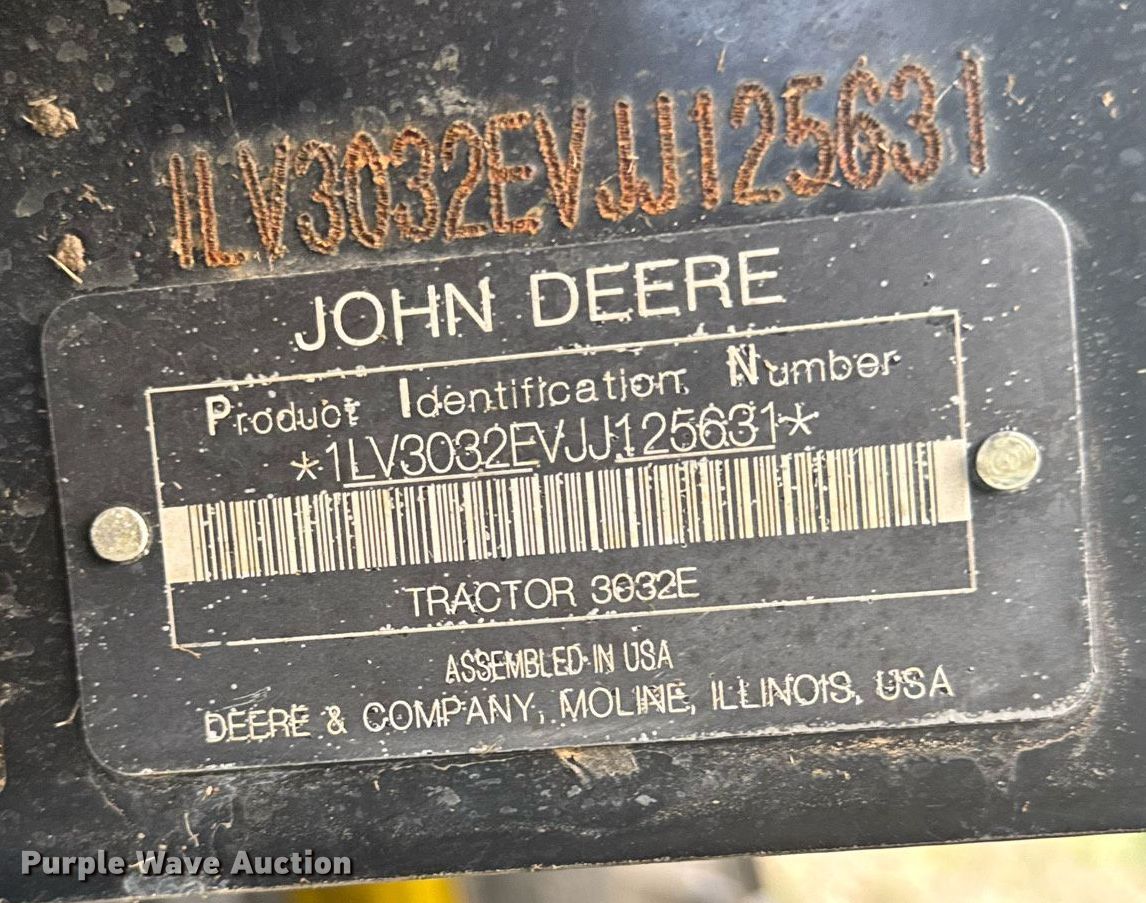 1LV3032EVJJ125631
JOHN DEERE
Product Identification Number
*1LV3032EVJJ125631*
TRACTOR 3032E
ASSEMBLED IN USA
DEERE & COMPANY, MOLINE, ILLINOIS, USA
Purple Wave Auction